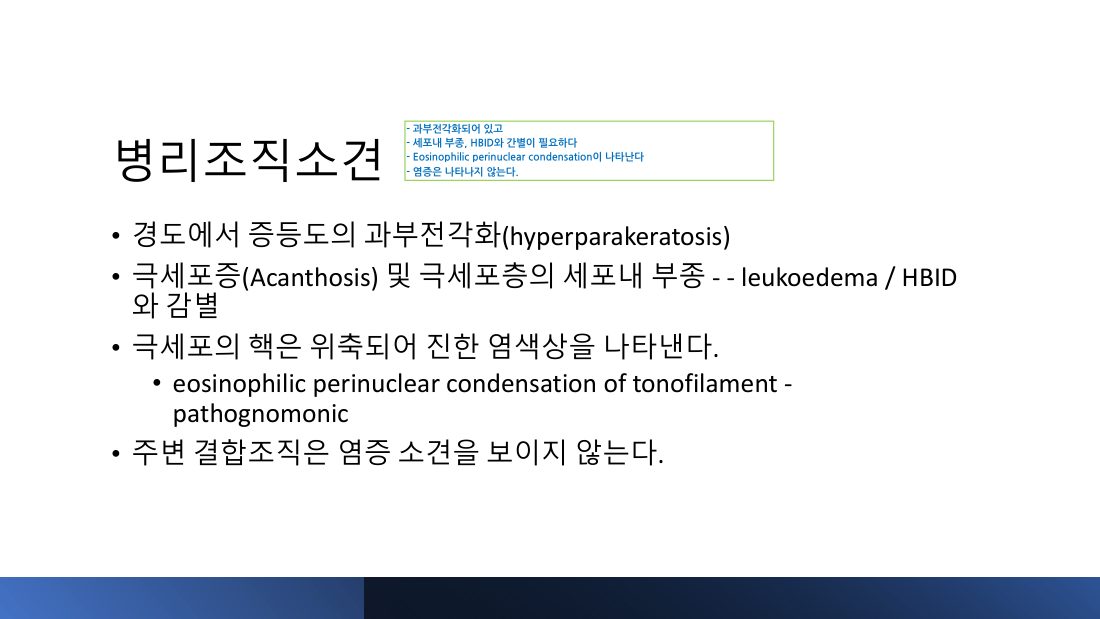 병리조직소견
- 과부전각화되어 있고
- 세포내 부종, HBID와 간별이 필요하다
- Eosinophilic perinuclear condensation이 나타난다
- 염증은 나타나지 않는다.
• 경도에서 증등도의 과부전각화(hyperparakeratosis)
• 극세포증(Acanthosis) 및 극세포층의 세포내 부종 - - leukoedema / HBID
와 감별
• 극세포의 핵은 위축되어 진한 염색상을 나타낸다.
• eosinophilic perinuclear condensation of tonofilament -
pathognomonic
• 주변 결합조직은 염증 소견을 보이지 않는다.